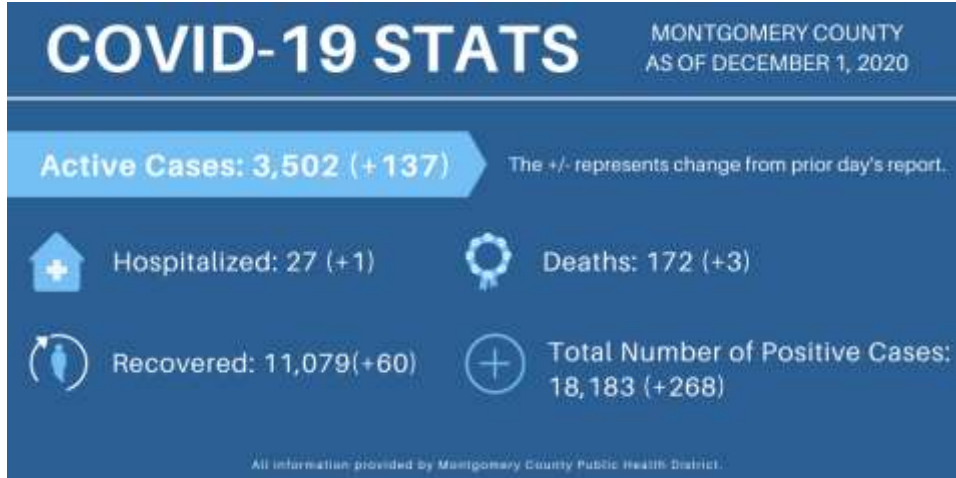 COVID-19 STATS
MONTGOMERY COUNTY
AS OF DECEMBER 1, 2020
Active Cases: 3,502 (+137)
The +/- represents change from prior day's report.
Hospitalized: 27 (+1)
Deaths: 172 (+3)
Recovered: 11,079(+60)
Total Number of Positive Cases:
18,183 (+268)
All information provided by Montgomery County Public Health District.